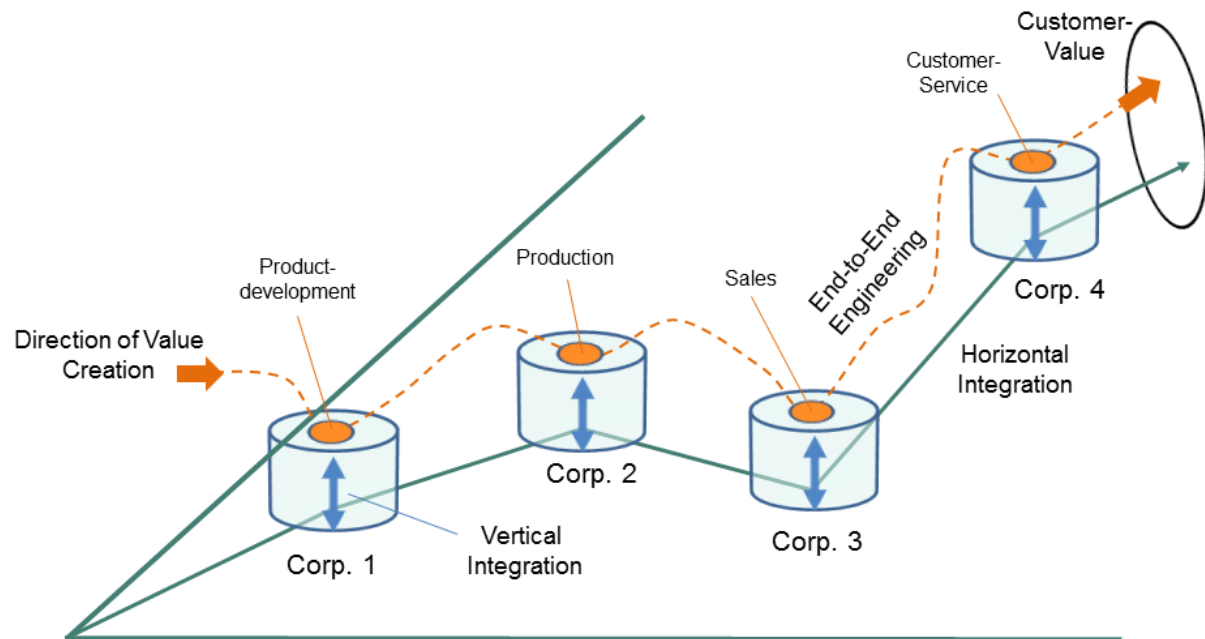 Customer-
Value
Customer-
Service
Production
Product-
development
Sales
End-to-End
Engineering
Direction of Value
Creation
Corp. 4
Horizontal
Integration
Corp. 2
Corp. 3
Vertical
Integration
Corp. 1